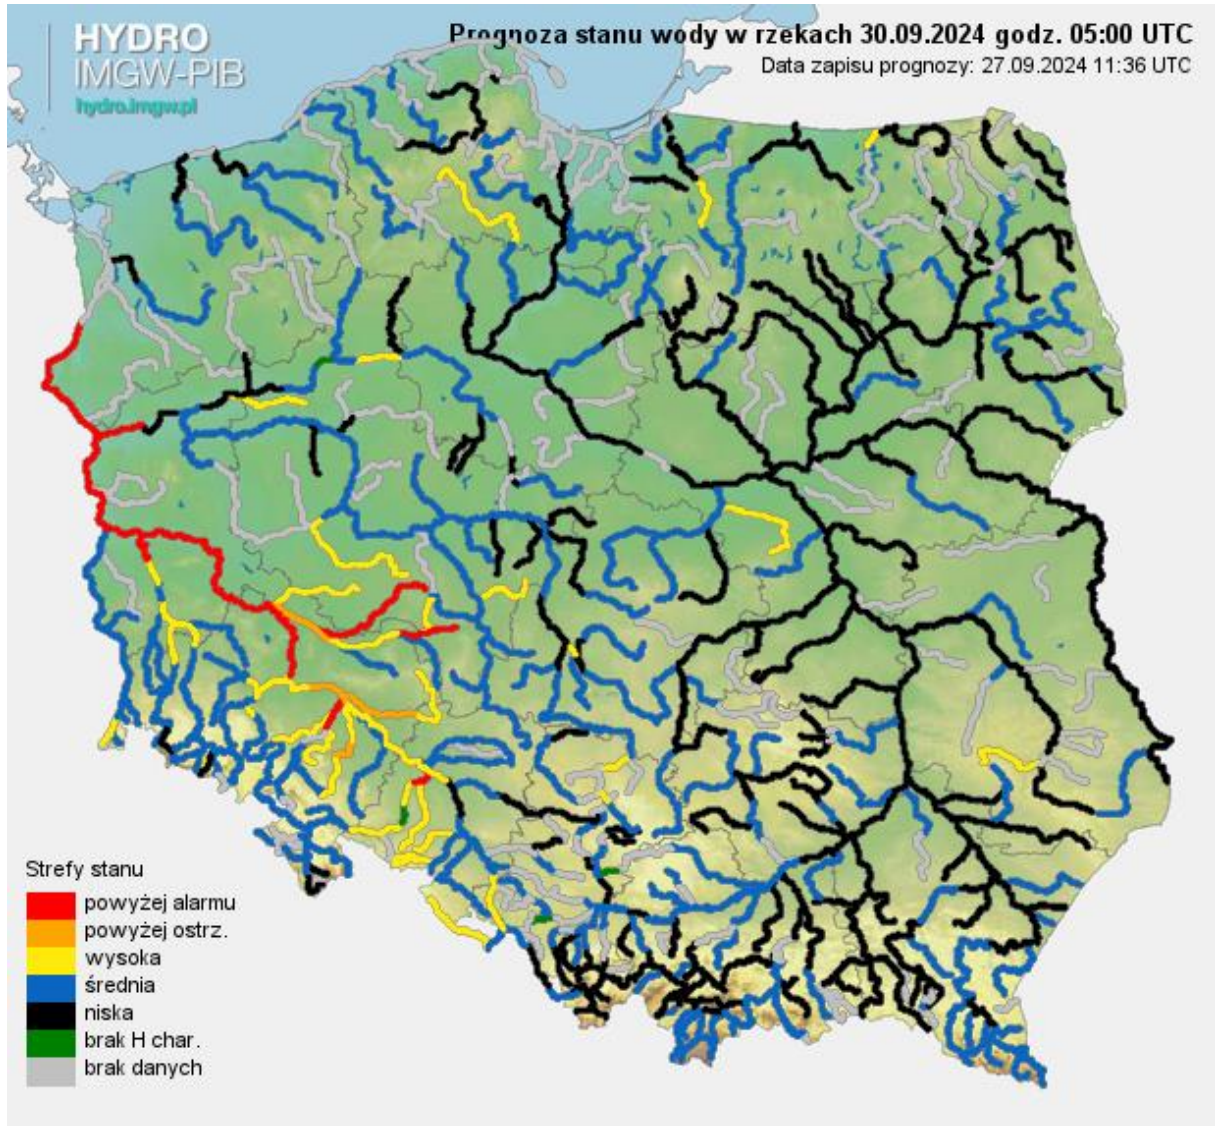 HYDRO
IMGW-PIB
hydro.imgw.pl
Prognoza stanu wody w rzekach 30.09.2024 godz. 05:00 UTC
Data zapisu prognozy: 27.09.2024 11:36 UTC
Strefy stanu
powyżej alarmu
powyżej ostrz.
wysoka
średnia
niska
brak H char.
brak danych